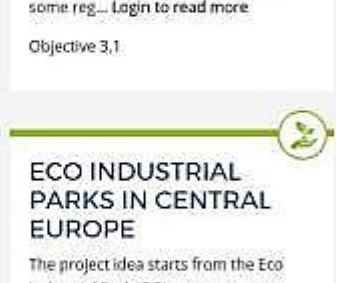 some reg... Login to read more
Objective 3.1
ECO INDUSTRIAL
PARKS IN CENTRAL
EUROPE
The project idea starts from the Eco